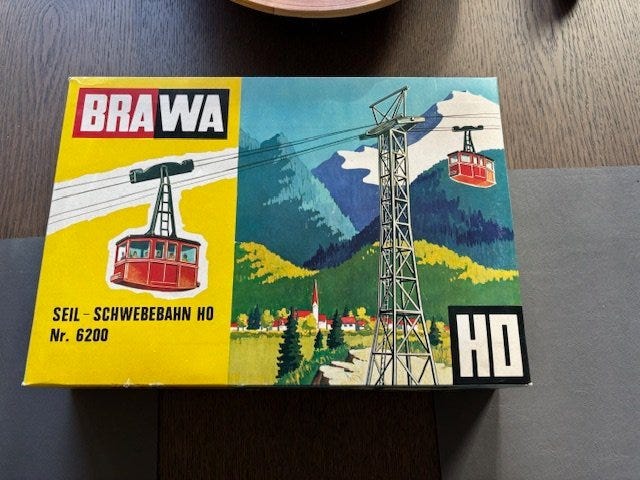 BRAWA
SEIL - SCHWEBEBAHN HO
Nr. 6200
HO